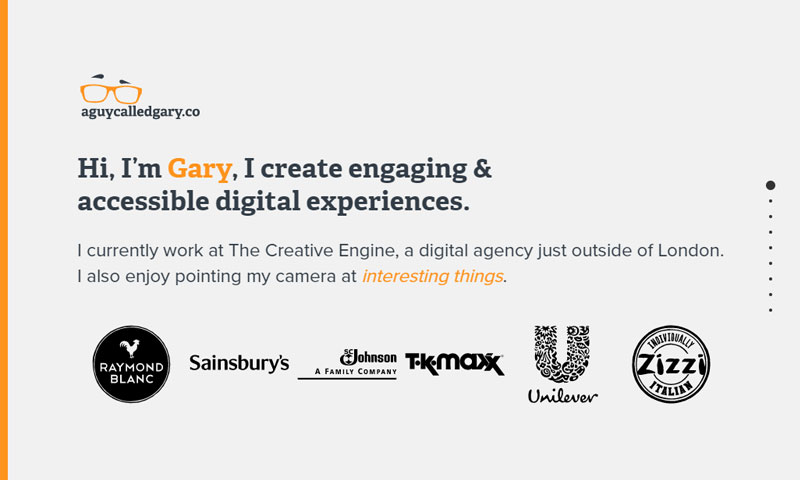 aguycalledgary.co
Hi, I’m Gary, I create engaging &
accessible digital experiences.
I currently work at The Creative Engine, a digital agency just outside of London.
I also enjoy pointing my camera at interesting things.
RAYMOND
BLANC
Sainsbury's
SC Johnson
A FAMILY COMPANY
T·K·maxx
Unilever
INDIVIDUALLY
Zizzi
ITALIAN